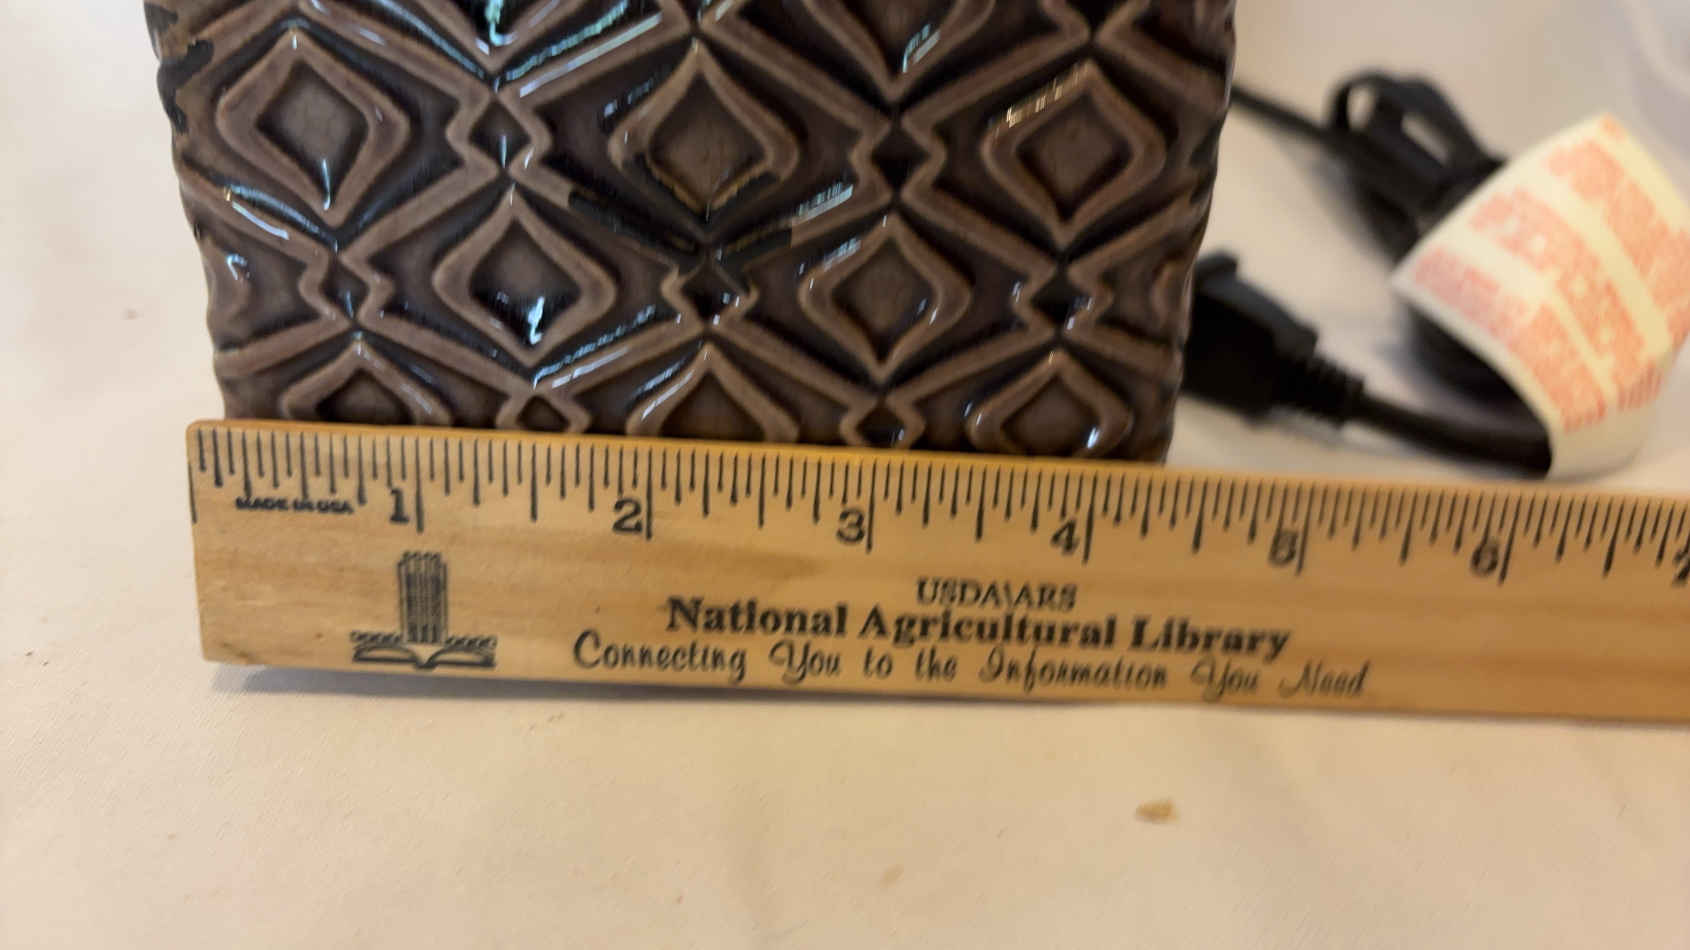 1 2 3 4 5 6 7
MADE IN USA
USDA\ARS
National Agricultural Library
Connecting You to the Information You Need